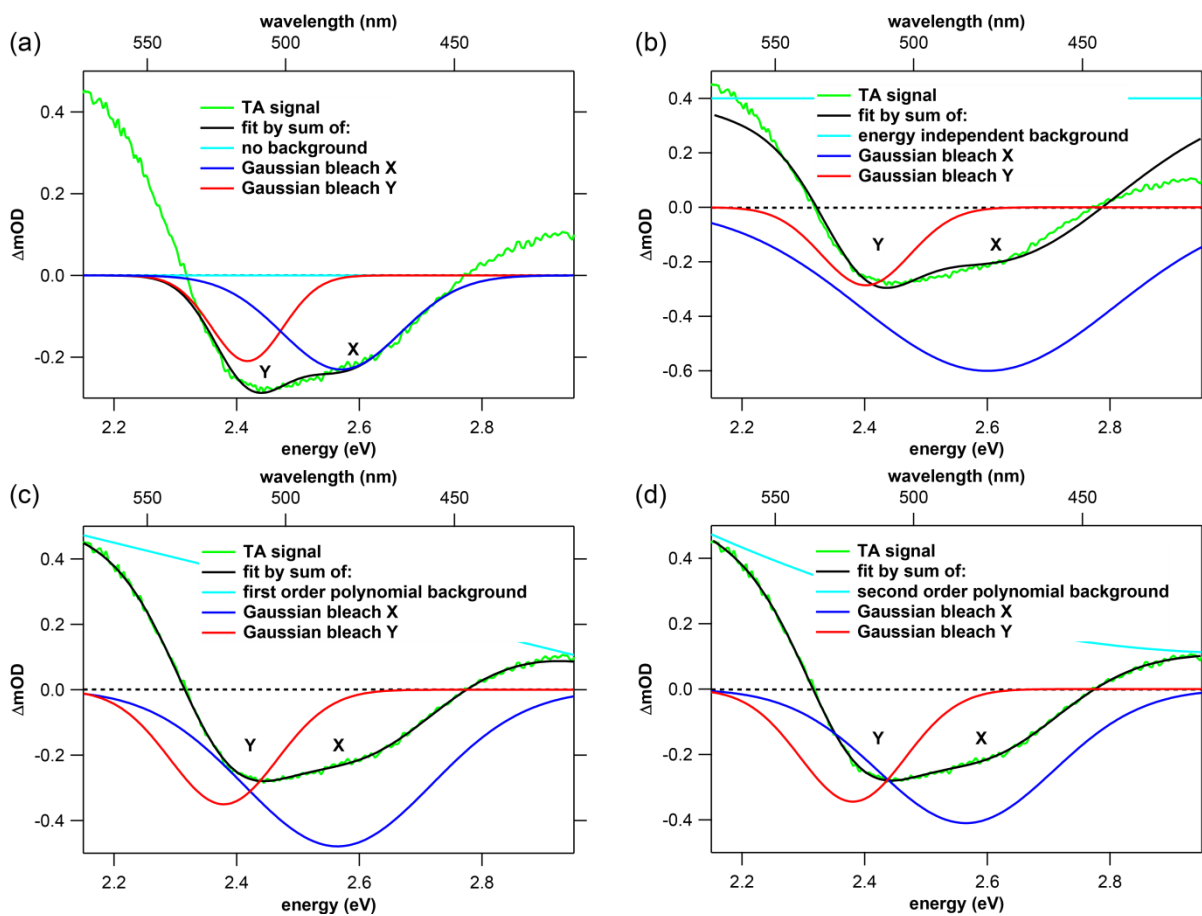 (a)
wavelength (nm)
550 500 450
TA signal
fit by sum of:
no background
Gaussian bleach X
Gaussian bleach Y
0.4
0.2
0.0
-0.2
ΔmOD
Y
X
2.2 2.4 2.6 2.8
energy (eV)
(b)
wavelength (nm)
550 500 450
TA signal
fit by sum of:
energy independent background
Gaussian bleach X
Gaussian bleach Y
0.4
0.2
0.0
-0.2
-0.4
-0.6
ΔmOD
Y
X
2.2 2.4 2.6 2.8
energy (eV)
(c)
wavelength (nm)
550 500 450
TA signal
fit by sum of:
first order polynomial background
Gaussian bleach X
Gaussian bleach Y
0.4
0.2
0.0
-0.2
-0.4
ΔmOD
Y
X
2.2 2.4 2.6 2.8
energy (eV)
(d)
wavelength (nm)
550 500 450
TA signal
fit by sum of:
second order polynomial background
Gaussian bleach X
Gaussian bleach Y
0.4
0.2
0.0
-0.2
-0.4
ΔmOD
Y
X
2.2 2.4 2.6 2.8
energy (eV)